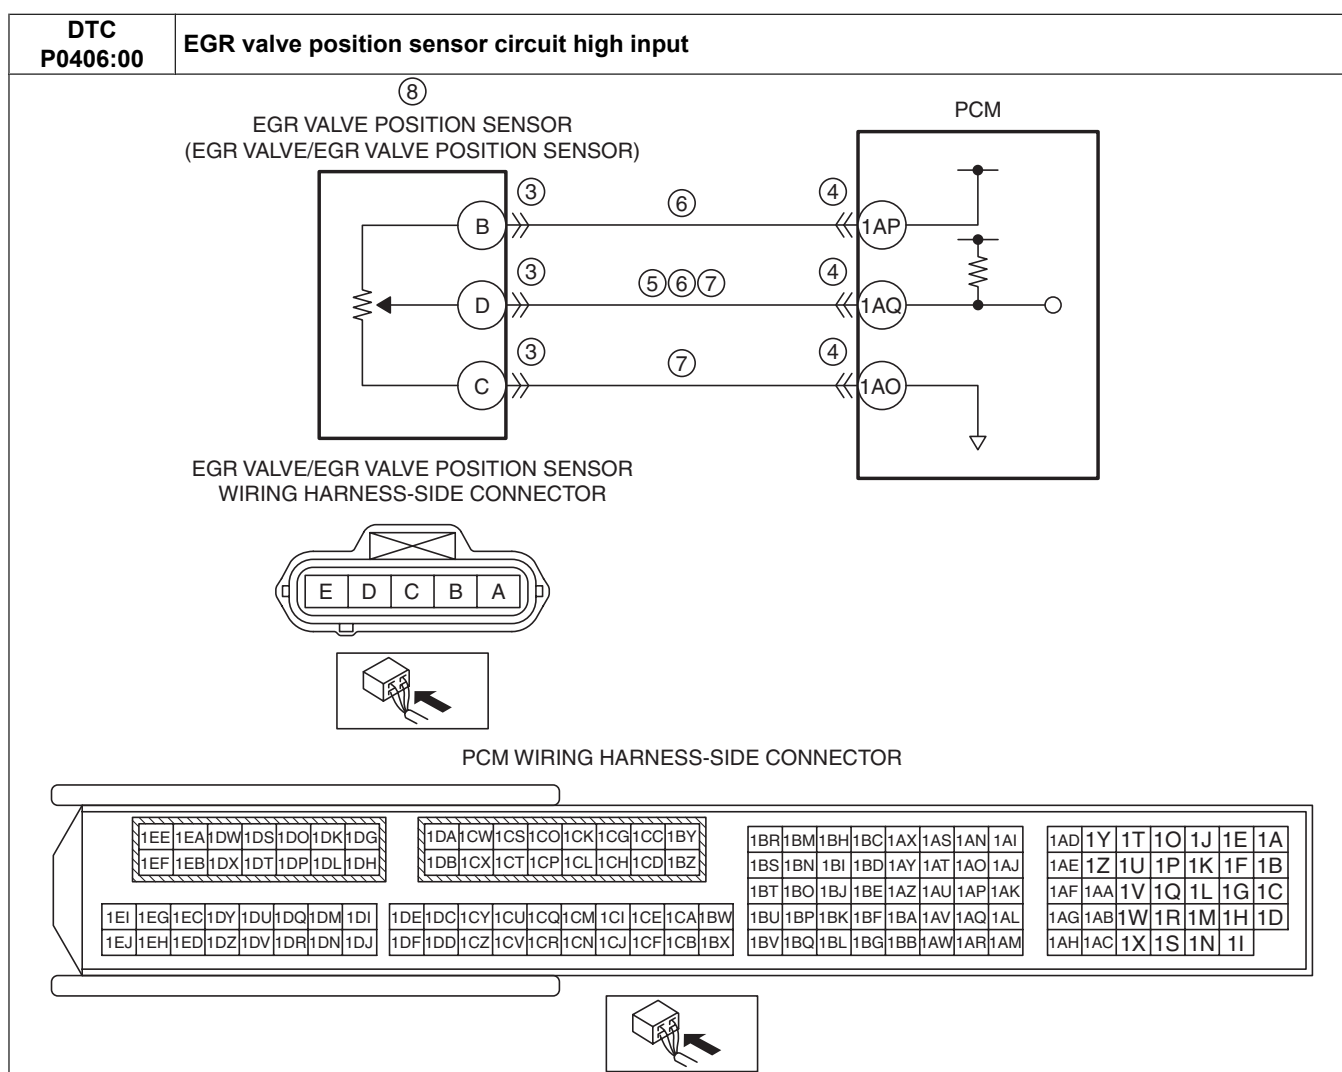 DTC
P0406:00
EGR valve position sensor circuit high input
8
EGR VALVE POSITION SENSOR
(EGR VALVE/EGR VALVE POSITION SENSOR)
PCM
B 3 6 4 1AP
D 3 5 6 7 4 1AQ
C 3 7 4 1AO
EGR VALVE/EGR VALVE POSITION SENSOR
WIRING HARNESS-SIDE CONNECTOR
E D C B A
PCM WIRING HARNESS-SIDE CONNECTOR
1EE 1EA 1DW 1DS 1DO 1DK 1DG
1EF 1EB 1DX 1DT 1DP 1DL 1DH
1EI 1EG 1EC 1DY 1DU 1DQ 1DM 1DI
1EJ 1EH 1ED 1DZ 1DV 1DR 1DN 1DJ
1DA 1CW 1CS 1CO 1CK 1CG 1CC 1BY
1DB 1CX 1CT 1CP 1CL 1CH 1CD 1BZ
1DE 1DC 1CY 1CU 1CQ 1CM 1CI 1CE 1CA 1BW
1DF 1DD 1CZ 1CV 1CR 1CN 1CJ 1CF 1CB 1BX
1BR 1BM 1BH 1BC 1AX 1AS 1AN 1AI
1BS 1BN 1BI 1BD 1AY 1AT 1AO 1AJ
1BT 1BO 1BJ 1BE 1AZ 1AU 1AP 1AK
1BU 1BP 1BK 1BF 1BA 1AV 1AQ 1AL
1BV 1BQ 1BL 1BG 1BB 1AW 1AR 1AM
1AD 1Y 1T 1O 1J 1E 1A
1AE 1Z 1U 1P 1K 1F 1B
1AF 1AA 1V 1Q 1L 1G 1C
1AG 1AB 1W 1R 1M 1H 1D
1AH 1AC 1X 1S 1N 1I